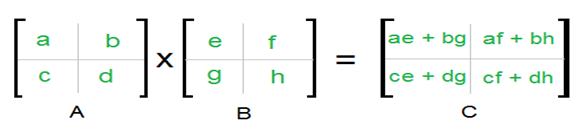 a b x e f = ae + bg af + bh
c d g h ce + dg cf + dh
A B C